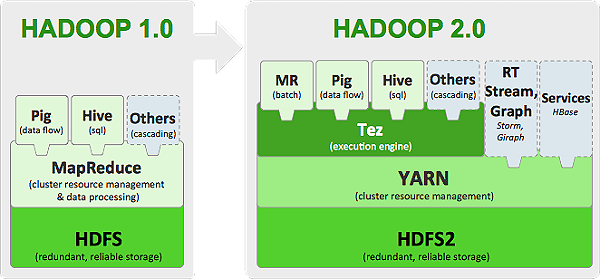 HADOOP 1.0
Pig
(data flow)
Hive
(sql)
Others
(cascading)
MapReduce
(cluster resource management
& data processing)
HDFS
(redundant, reliable storage)
HADOOP 2.0
MR
(batch)
Pig
(data flow)
Hive
(sql)
Others
(cascading)
RT
Stream,
Graph
Storm,
Giraph
Services
HBase
Tez
(execution engine)
YARN
(cluster resource management)
HDFS2
(redundant, reliable storage)